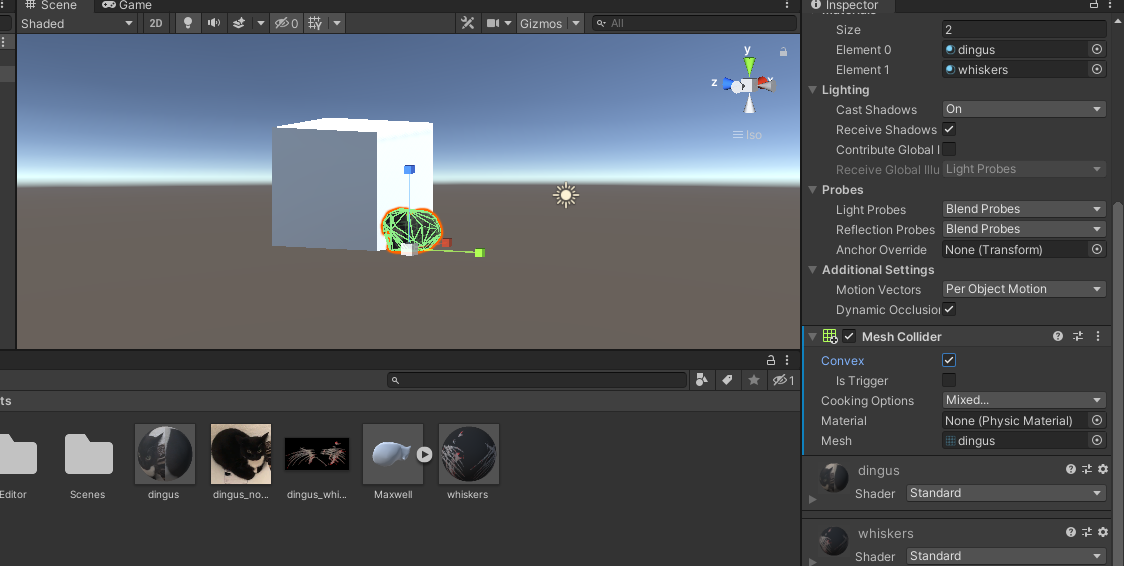 Scene
Game
Shaded
2D
0
Gizmos
All
y
z
x
Iso
1
ts
Editor
Scenes
dingus
dingus_no...
dingus_whi...
Maxwell
whiskers
Inspector
Materials
Size
2
Element 0
dingus
Element 1
whiskers
Lighting
Cast Shadows
On
Receive Shadows
Contribute Global I
Receive Global Illu
Light Probes
Probes
Light Probes
Blend Probes
Reflection Probes
Blend Probes
Anchor Override
None (Transform)
Additional Settings
Motion Vectors
Per Object Motion
Dynamic Occlusion
Mesh Collider
Convex
Is Trigger
Cooking Options
Mixed...
Material
None (Physic Material)
Mesh
dingus
dingus
Shader
Standard
whiskers
Shader
Standard